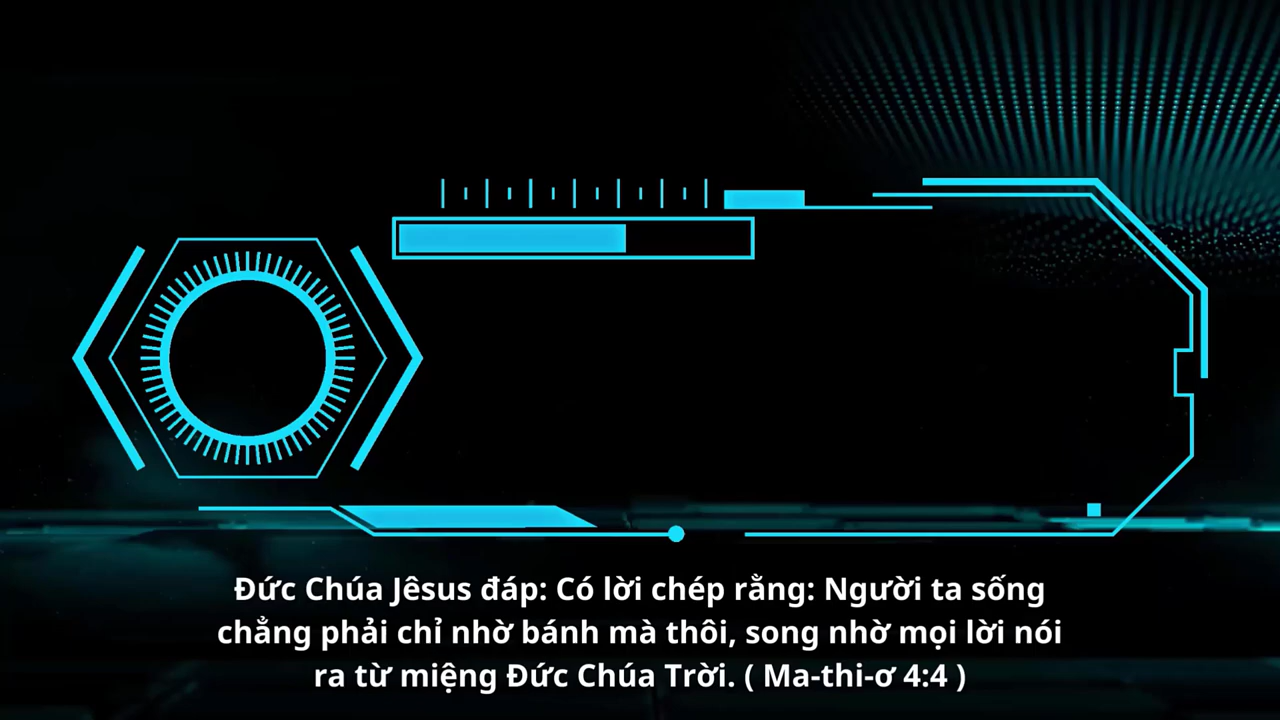 Đức Chúa Jêsus đáp: Có lời chép rằng: Người ta sống
chẳng phải chỉ nhờ bánh mà thôi, song nhờ mọi lời nói
ra từ miệng Đức Chúa Trời. ( Ma-thi-ơ 4:4 )